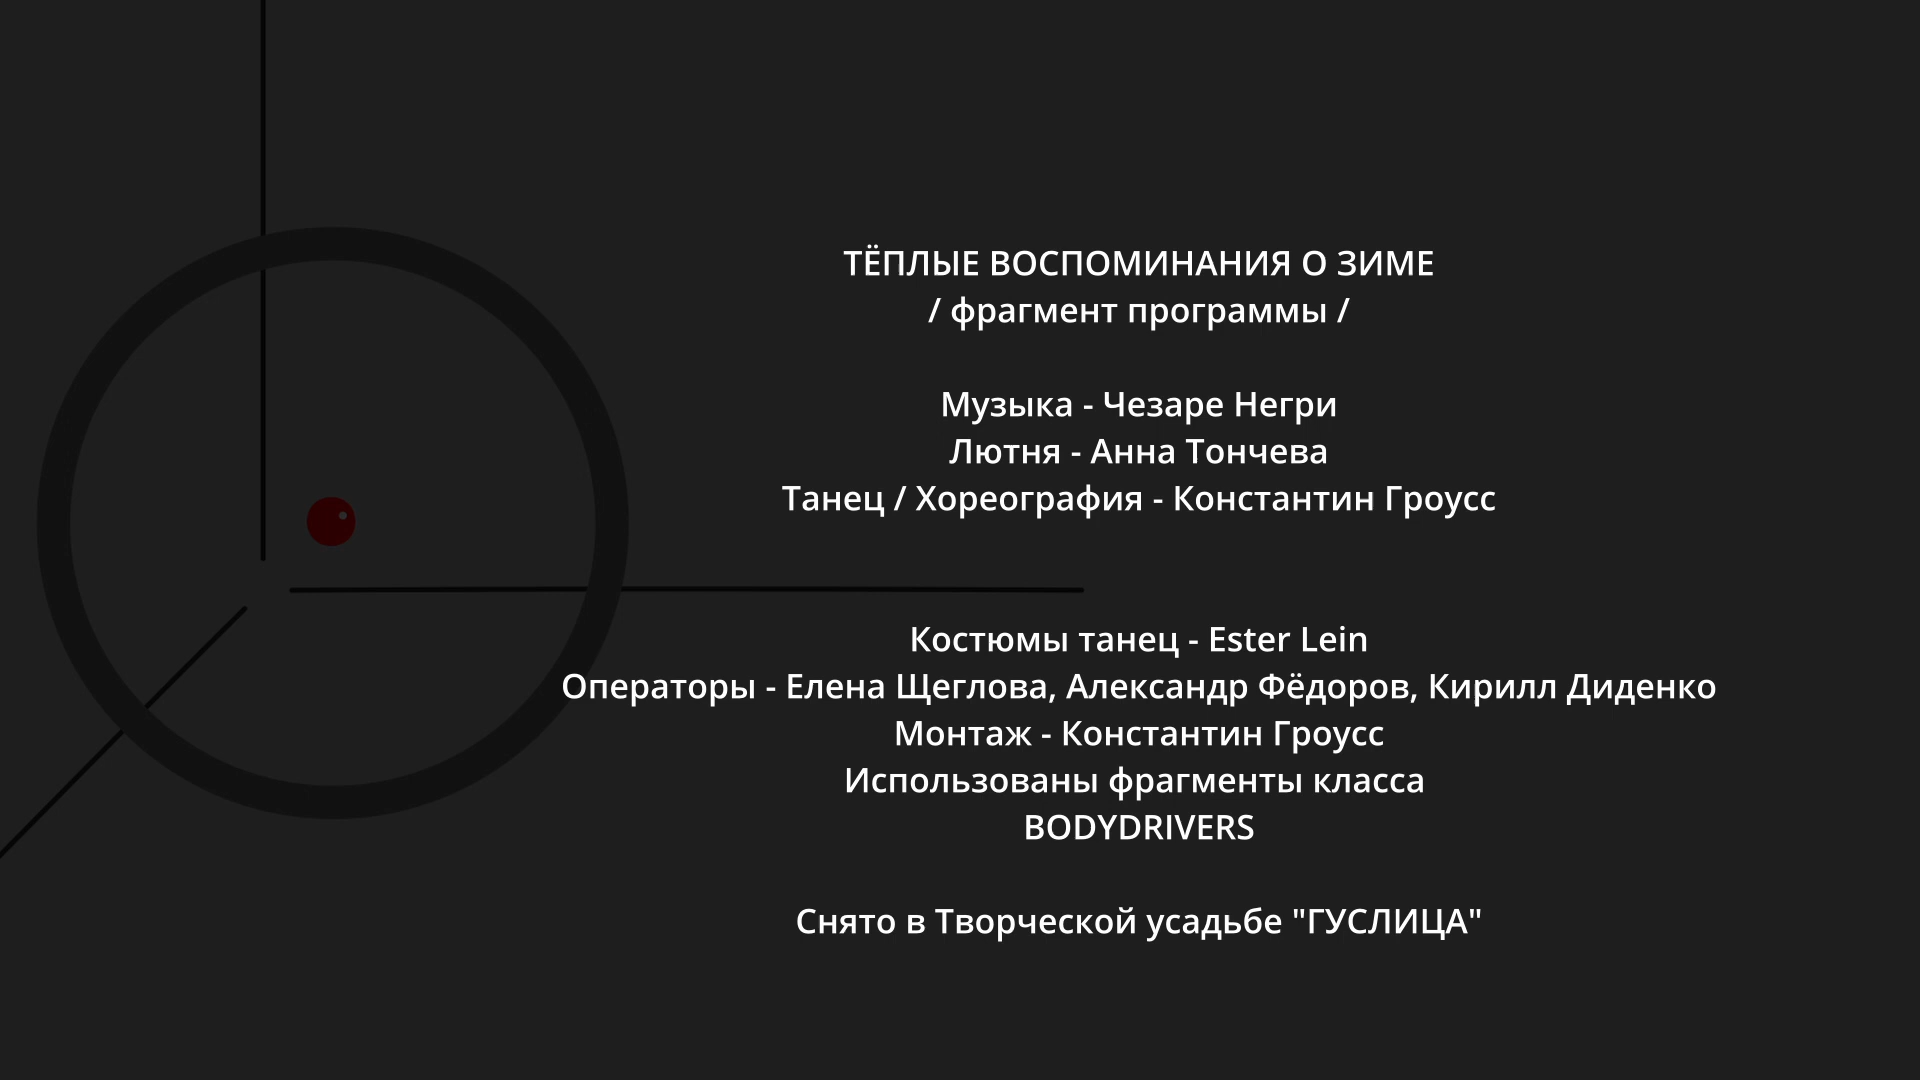 ТЁПЛЫЕ ВОСПОМИНАНИЯ О ЗИМЕ
/ фрагмент программы /
Музыка - Чезаре Негри
Лютня - Анна Тончева
Танец / Хореография - Константин Гроусс
Костюмы танец - Ester Lein
Операторы - Елена Щеглова, Александр Фёдоров, Кирилл Диденко
Монтаж - Константин Гроусс
Использованы фрагменты класса
BODYDRIVERS
Снято в Творческой усадьбе "ГУСЛИЦА"